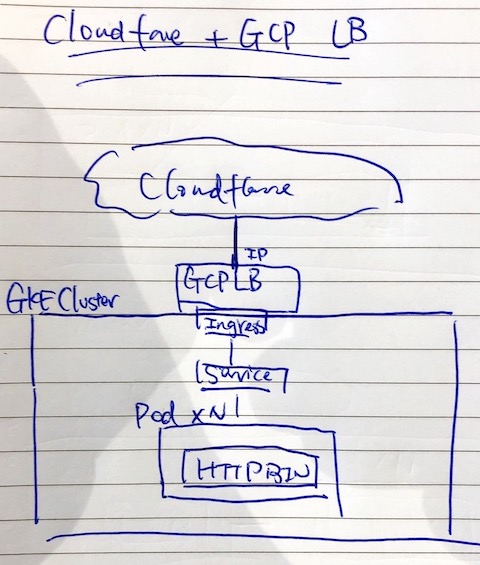 Cloudflare + GCP LB
Cloudflare
IP
GCP LB
GKE Cluster
Ingress
Service
Pod x N
HTTPBIN